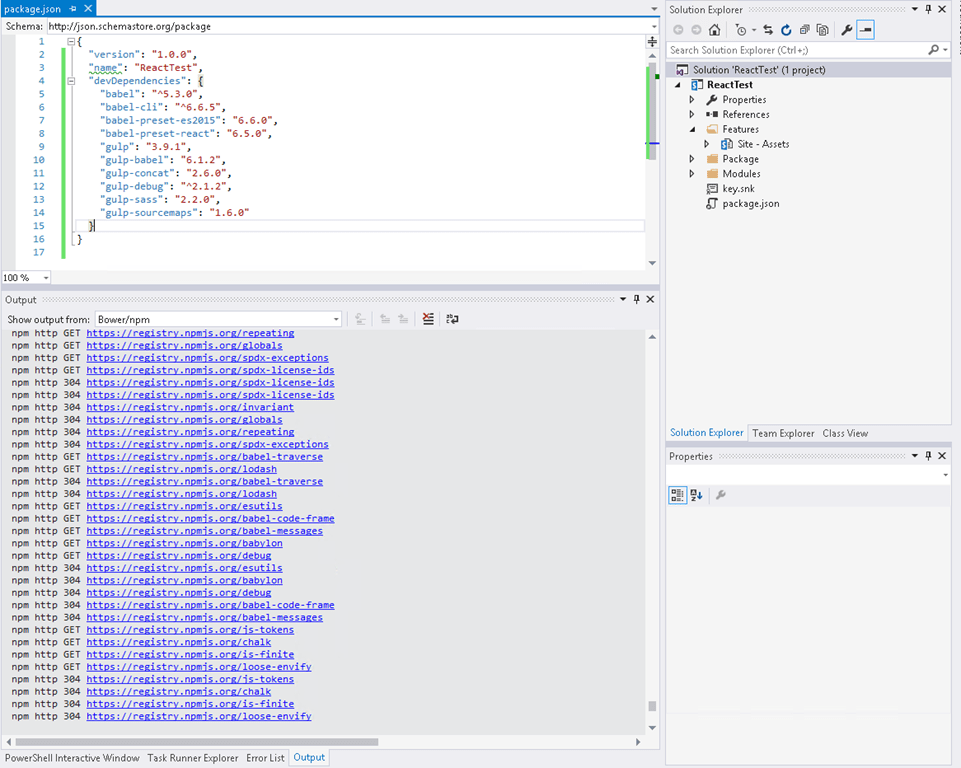 package.json
Schema: http://json.schemastore.org/package
1 {
2 "version": "1.0.0",
3 "name": "ReactTest",
4 "devDependencies": {
5 "babel": "^5.3.0",
6 "babel-cli": "^6.6.5",
7 "babel-preset-es2015": "6.6.0",
8 "babel-preset-react": "6.5.0",
9 "gulp": "3.9.1",
10 "gulp-babel": "6.1.2",
11 "gulp-concat": "2.6.0",
12 "gulp-debug": "^2.1.2",
13 "gulp-sass": "2.2.0",
14 "gulp-sourcemaps": "1.6.0"
15 }
16 }
17
100 %
Output
Show output from: Bower/npm
npm http GET https://registry.npmjs.org/repeating
npm http GET https://registry.npmjs.org/globals
npm http GET https://registry.npmjs.org/spdx-exceptions
npm http GET https://registry.npmjs.org/spdx-license-ids
npm http 304 https://registry.npmjs.org/spdx-license-ids
npm http 304 https://registry.npmjs.org/spdx-license-ids
npm http 304 https://registry.npmjs.org/invariant
npm http 304 https://registry.npmjs.org/globals
npm http 304 https://registry.npmjs.org/repeating
npm http 304 https://registry.npmjs.org/spdx-exceptions
npm http GET https://registry.npmjs.org/babel-traverse
npm http GET https://registry.npmjs.org/lodash
npm http 304 https://registry.npmjs.org/babel-traverse
npm http 304 https://registry.npmjs.org/lodash
npm http GET https://registry.npmjs.org/esutils
npm http GET https://registry.npmjs.org/babel-code-frame
npm http GET https://registry.npmjs.org/babel-messages
npm http GET https://registry.npmjs.org/babylon
npm http GET https://registry.npmjs.org/debug
npm http 304 https://registry.npmjs.org/esutils
npm http 304 https://registry.npmjs.org/babylon
npm http 304 https://registry.npmjs.org/debug
npm http 304 https://registry.npmjs.org/babel-code-frame
npm http 304 https://registry.npmjs.org/babel-messages
npm http GET https://registry.npmjs.org/js-tokens
npm http GET https://registry.npmjs.org/chalk
npm http GET https://registry.npmjs.org/is-finite
npm http GET https://registry.npmjs.org/loose-envify
npm http 304 https://registry.npmjs.org/js-tokens
npm http 304 https://registry.npmjs.org/chalk
npm http 304 https://registry.npmjs.org/is-finite
npm http 304 https://registry.npmjs.org/loose-envify
PowerShell Interactive Window Task Runner Explorer Error List Output
Solution Explorer
Search Solution Explorer (Ctrl+;)
Solution 'ReactTest' (1 project)
ReactTest
Properties
References
Features
Site - Assets
Package
Modules
key.snk
package.json
Solution Explorer Team Explorer Class View
Properties